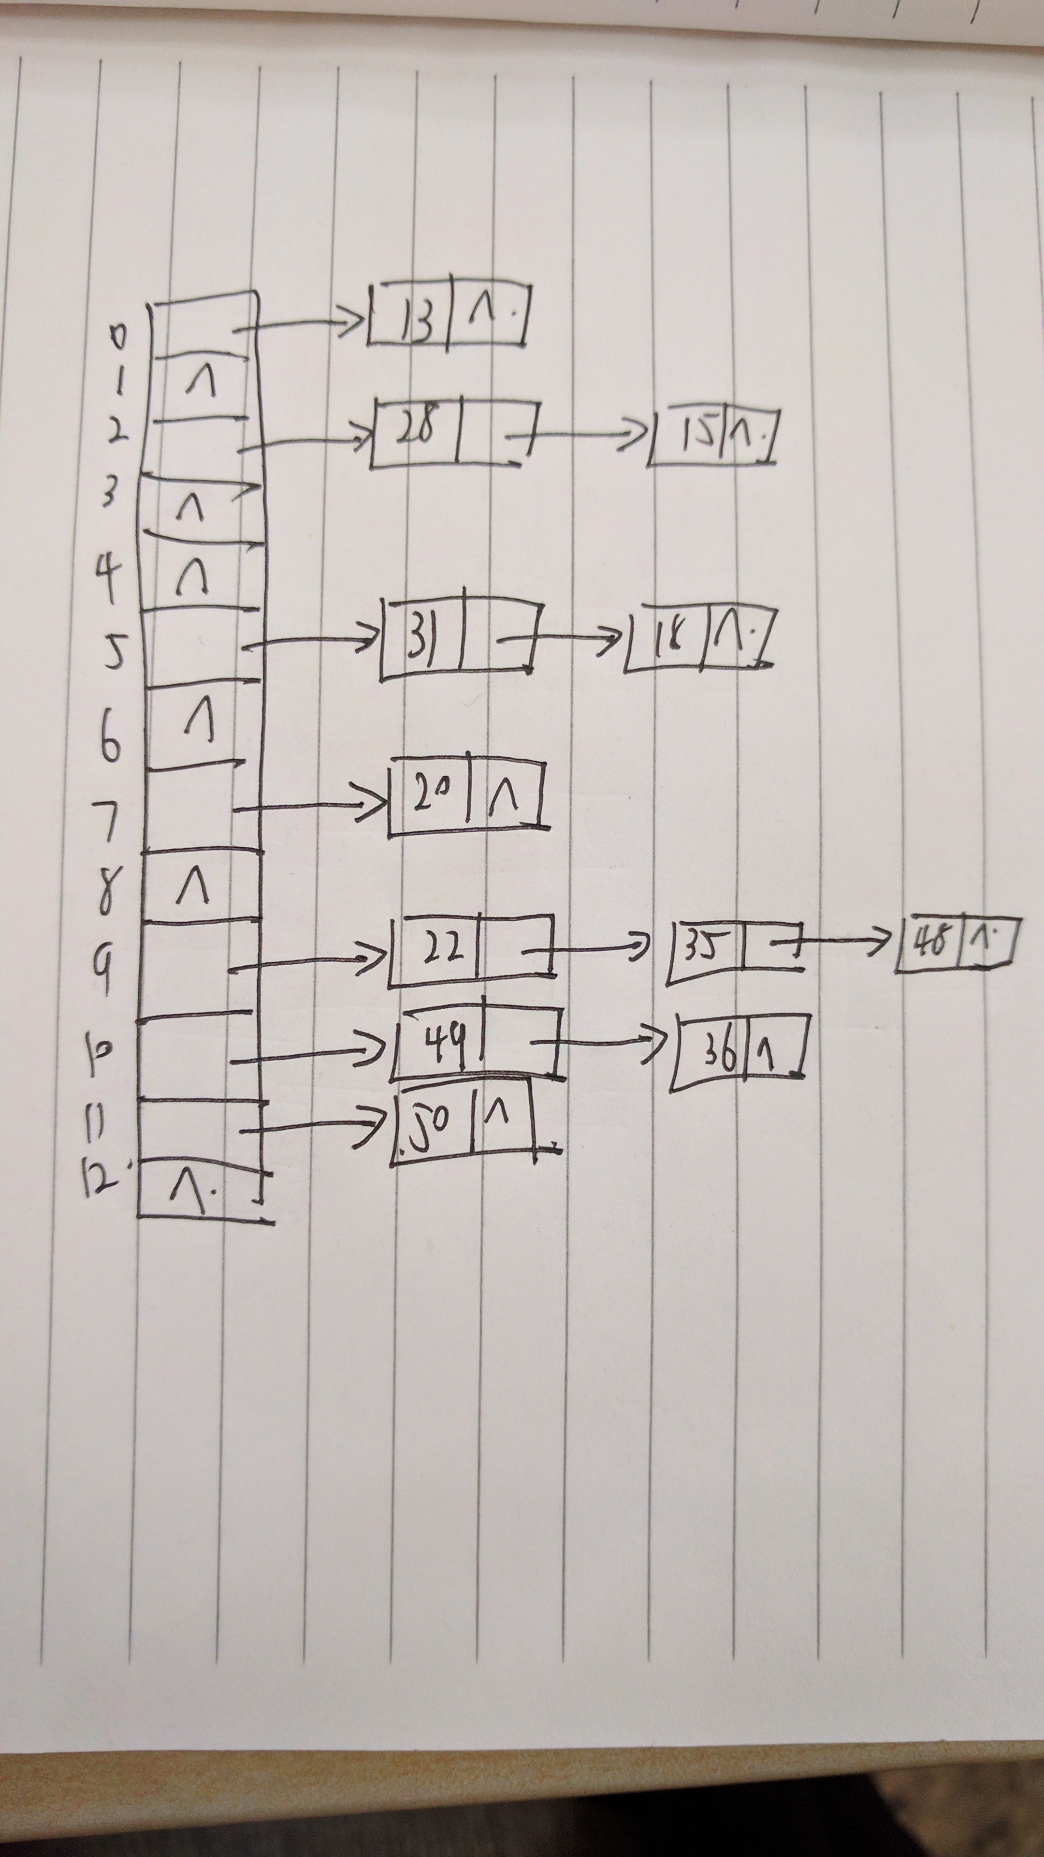 0 → 13 ∧.
1 ∧
2 → 28 → 15 ∧.
3 ∧
4 ∧
5 → 31 → 18 ∧.
6 ∧
7 → 20 ∧
8 ∧
9 → 22 → 35 → 48 ∧.
10 → 49 → 36 ∧
11 → 50 ∧
12 ∧.